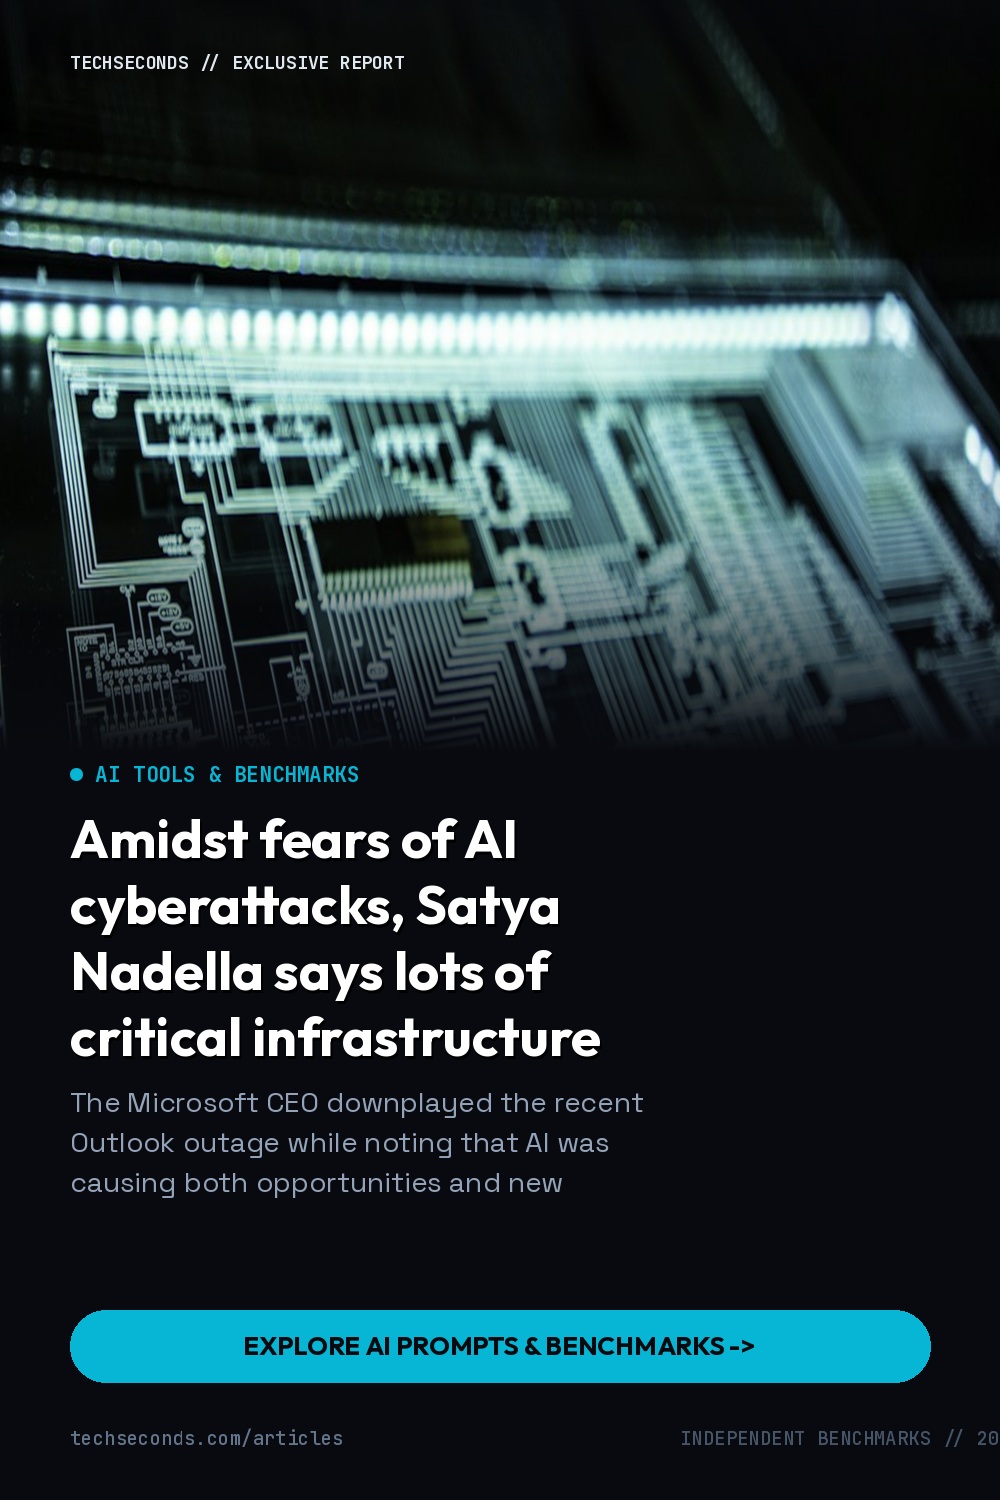 TECHSECONDS // EXCLUSIVE REPORT
AI TOOLS & BENCHMARKS
Amidst fears of AI
cyberattacks, Satya
Nadella says lots of
critical infrastructure
The Microsoft CEO downplayed the recent
Outlook outage while noting that AI was
causing both opportunities and new
EXPLORE AI PROMPTS & BENCHMARKS ->
techseconds.com/articles
INDEPENDENT BENCHMARKS // 20